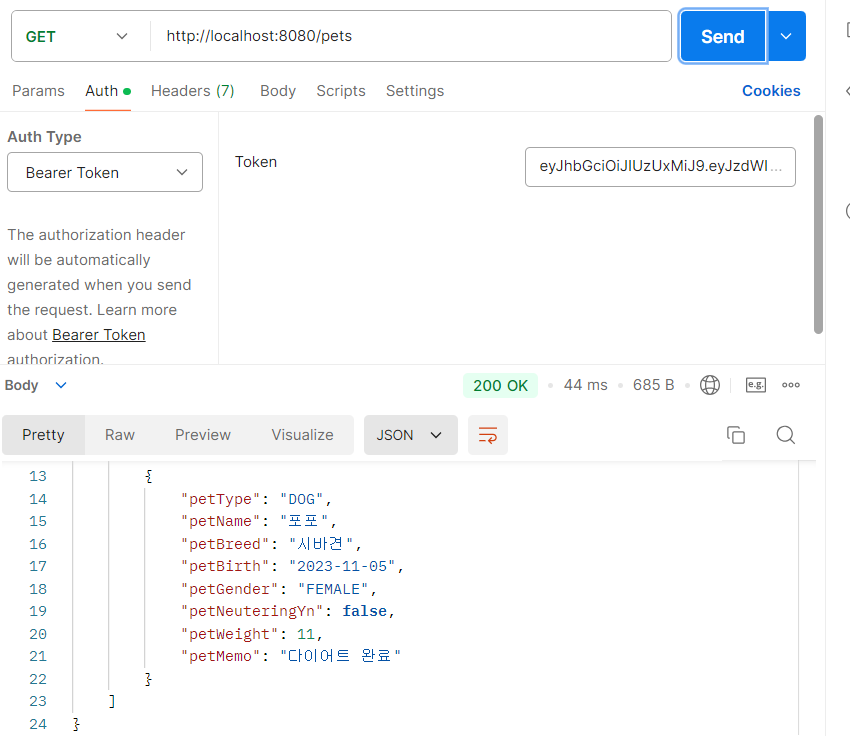 GET http://localhost:8080/pets Send
Params Auth Headers (7) Body Scripts Settings Cookies
Auth Type
Bearer Token
The authorization header
will be automatically
generated when you send
the request. Learn more
about Bearer Token
authorization.
Token eyJhbGciOiJIUzUxMiJ9.eyJzdWI...
Body 200 OK 44 ms 685 B e.g.
Pretty Raw Preview Visualize JSON
13 {
14 "petType": "DOG",
15 "petName": "포포",
16 "petBreed": "시바견",
17 "petBirth": "2023-11-05",
18 "petGender": "FEMALE",
19 "petNeuteringYn": false,
20 "petWeight": 11,
21 "petMemo": "다이어트 완료"
22 }
23 ]
24 }